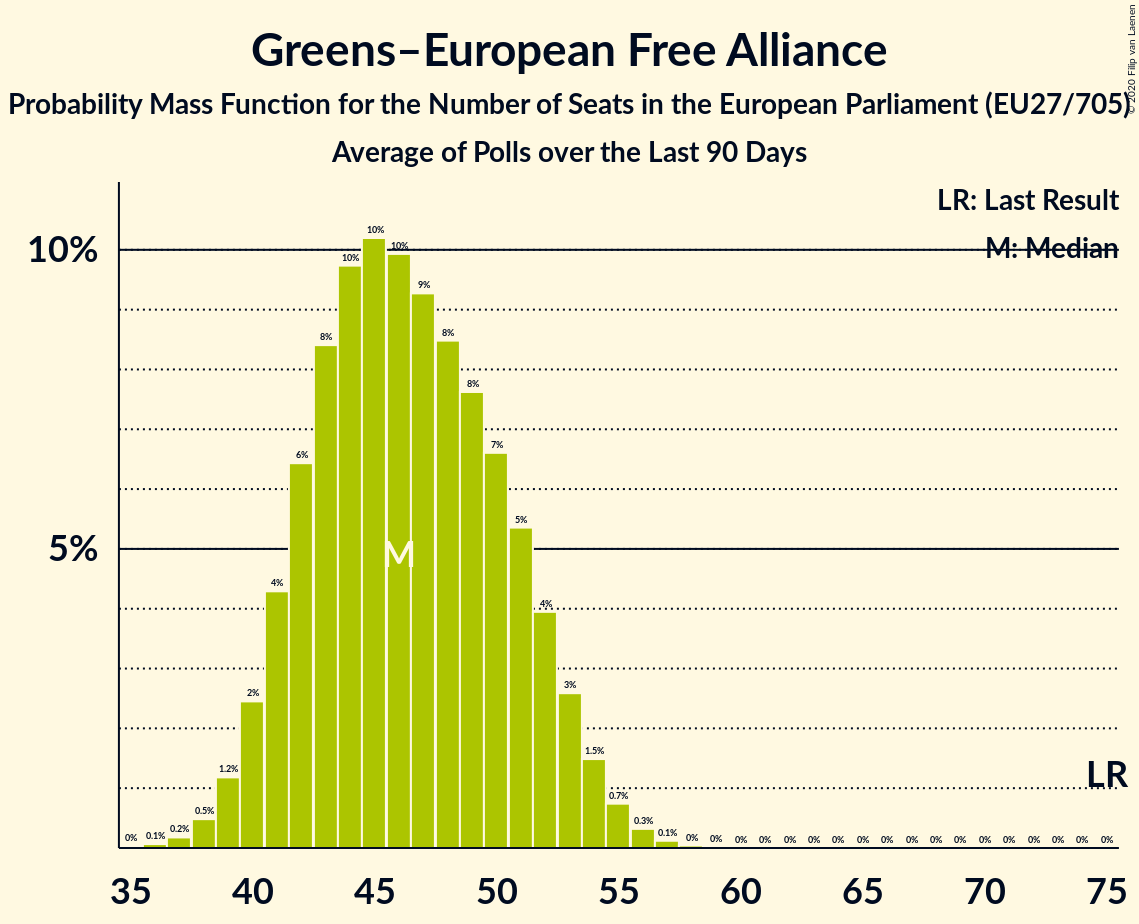 Greens–European Free Alliance
Probability Mass Function for the Number of Seats in the European Parliament (EU27/705)
Average of Polls over the Last 90 Days
© 2020 Filip van Laenen
LR: Last Result
M: Median
10%
5%
0% 0.1% 0.2% 0.5% 1.2% 2% 4% 6% 8% 10% 10% 10% 9% 8% 8% 7% 5% 4% 3% 1.5% 0.7% 0.3% 0.1% 0% 0% 0% 0% 0% 0% 0% 0% 0% 0% 0% 0% 0% 0% 0% 0% 0% 0%
M
LR
35 40 45 50 55 60 65 70 75